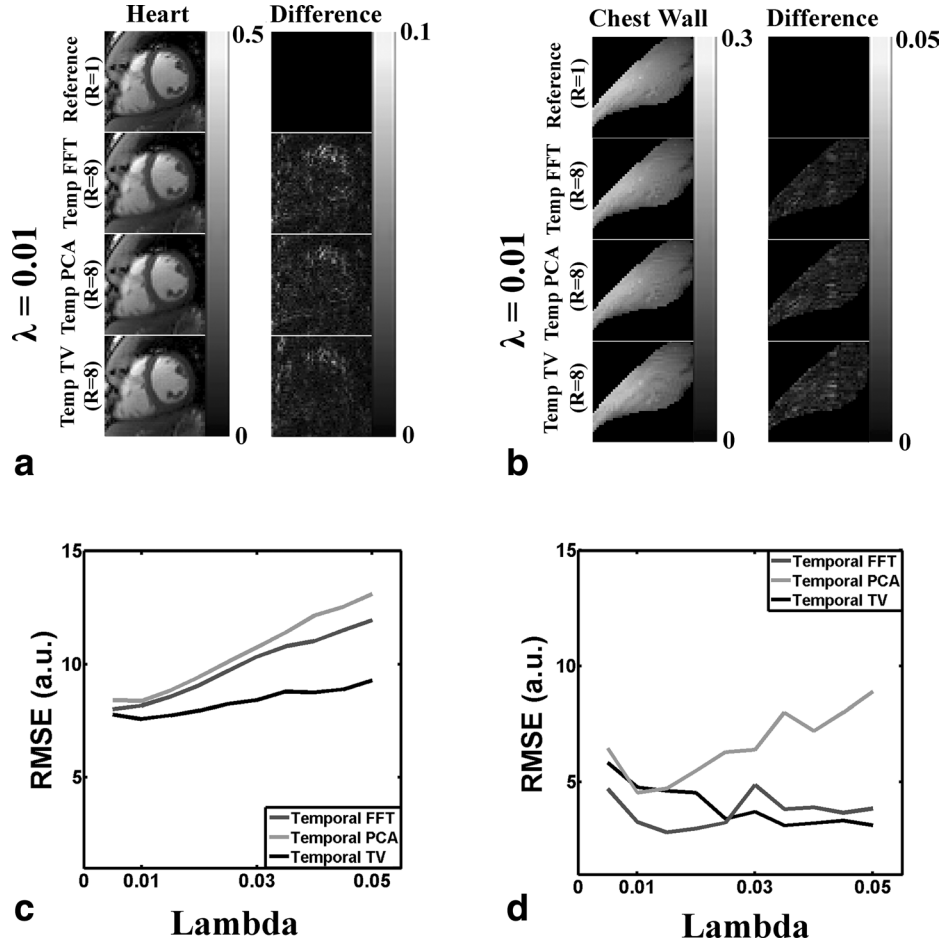 Heart
Difference
0.5
0.1
Reference
(R=1)
Temp FFT
(R=8)
Temp PCA
(R=8)
Temp TV
(R=8)
λ = 0.01
0
0
a
Chest Wall
Difference
0.3
0.05
Reference
(R=1)
Temp FFT
(R=8)
Temp PCA
(R=8)
Temp TV
(R=8)
λ = 0.01
0
0
b
15
10
5
RMSE (a.u.)
Temporal FFT
Temporal PCA
Temporal TV
0
0.01
0.03
0.05
Lambda
c
15
10
5
RMSE (a.u.)
Temporal FFT
Temporal PCA
Temporal TV
0
0.01
0.03
0.05
Lambda
d